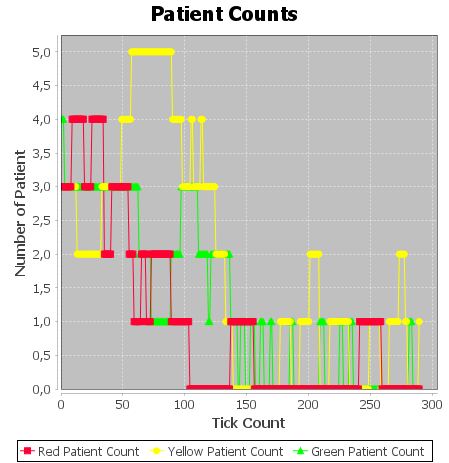 Patient Counts
5,0
4,5
4,0
3,5
3,0
2,5
2,0
1,5
1,0
0,5
0,0
Number of Patient
0 50 100 150 200 250 300
Tick Count
Red Patient Count Yellow Patient Count Green Patient Count